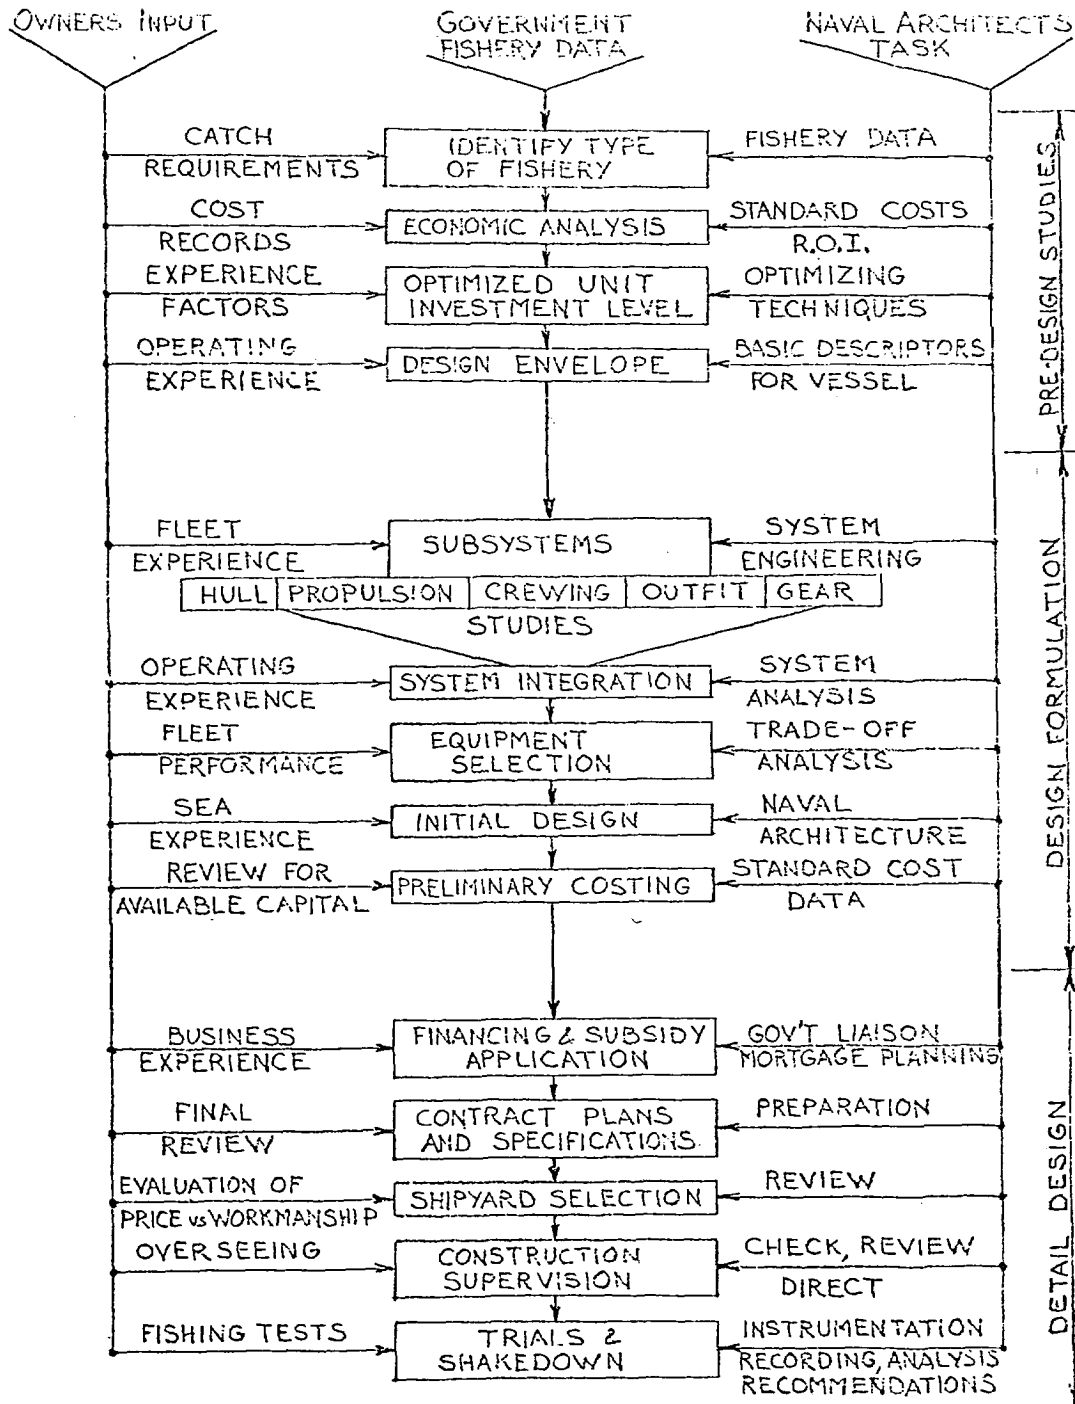 OWNERS INPUT
GOVERNMENT
FISHERY DATA
NAVAL ARCHITECTS
TASK
CATCH
REQUIREMENTS
IDENTIFY TYPE
OF FISHERY
FISHERY DATA
COST
RECORDS
ECONOMIC ANALYSIS
STANDARD COSTS
R.O.I.
EXPERIENCE
FACTORS
OPTIMIZED UNIT
INVESTMENT LEVEL
OPTIMIZING
TECHNIQUES
OPERATING
EXPERIENCE
DESIGN ENVELOPE
BASIC DESCRIPTORS
FOR VESSEL
PRE-DESIGN STUDIES
FLEET
EXPERIENCE
SUBSYSTEMS
SYSTEM
ENGINEERING
HULL PROPULSION CREWING OUTFIT GEAR
STUDIES
OPERATING
EXPERIENCE
SYSTEM INTEGRATION
SYSTEM
ANALYSIS
FLEET
PERFORMANCE
EQUIPMENT
SELECTION
TRADE-OFF
ANALYSIS
SEA
EXPERIENCE
INITIAL DESIGN
NAVAL
ARCHITECTURE
REVIEW FOR
AVAILABLE CAPITAL
PRELIMINARY COSTING
STANDARD COST
DATA
DESIGN FORMULATION
BUSINESS
EXPERIENCE
FINANCING & SUBSIDY
APPLICATION
GOV'T LIAISON
MORTGAGE PLANNING
FINAL
REVIEW
CONTRACT PLANS
AND SPECIFICATIONS
PREPARATION
EVALUATION OF
PRICE vs WORKMANSHIP
SHIPYARD SELECTION
REVIEW
OVERSEEING
CONSTRUCTION
SUPERVISION
CHECK, REVIEW
DIRECT
FISHING TESTS
TRIALS &
SHAKEDOWN
INSTRUMENTATION
RECORDING, ANALYSIS
RECOMMENDATIONS
DETAIL DESIGN